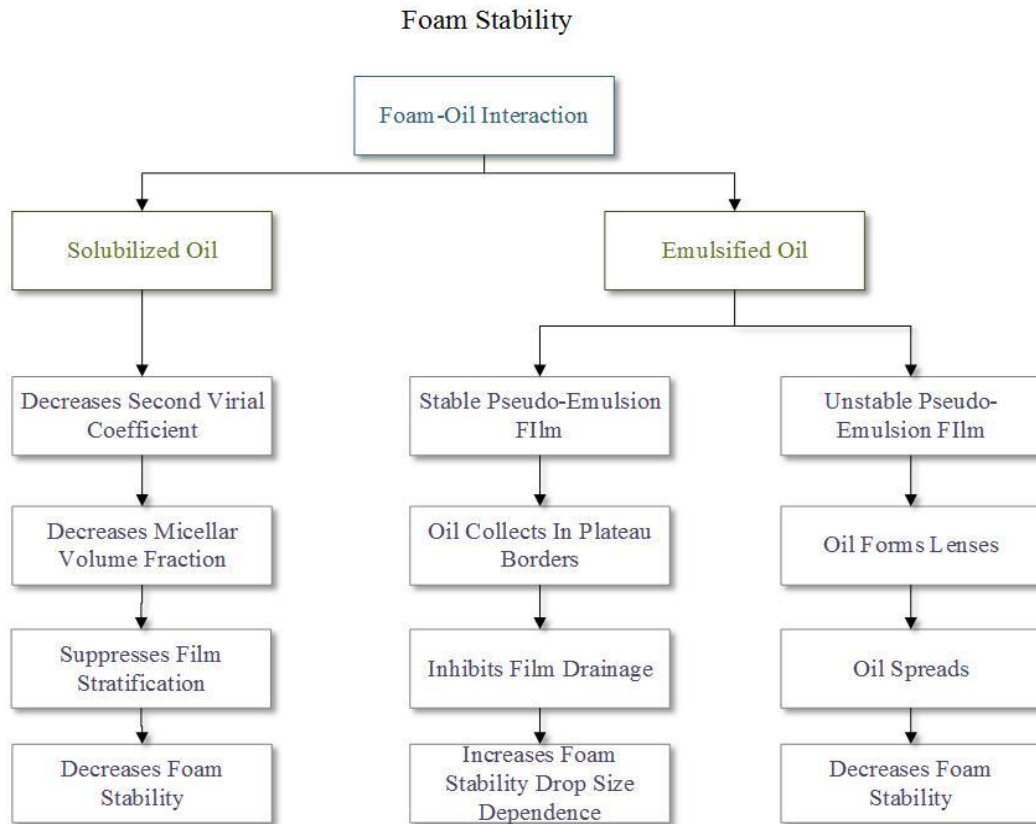 Foam Stability
Foam-Oil Interaction
Solubilized Oil
Emulsified Oil
Decreases Second Virial
Coefficient
Stable Pseudo-Emulsion
FIlm
Unstable Pseudo-
Emulsion FIlm
Decreases Micellar
Volume Fraction
Oil Collects In Plateau
Borders
Oil Forms Lenses
Suppresses Film
Stratification
Inhibits Film Drainage
Oil Spreads
Decreases Foam
Stability
Increases Foam
Stability Drop Size
Dependence
Decreases Foam
Stability